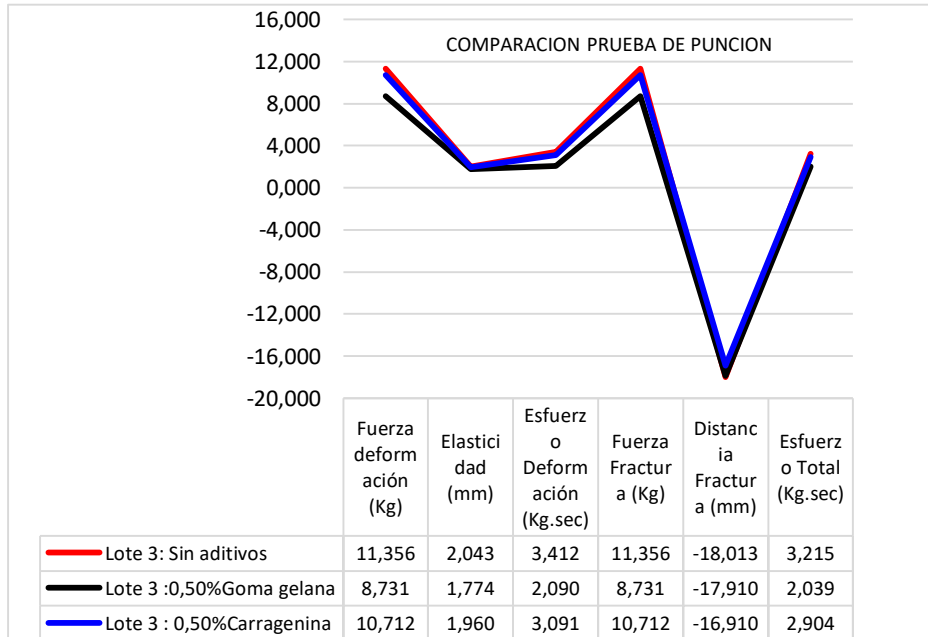 COMPARACION PRUEBA DE PUNCION
16,000
12,000
8,000
4,000
0,000
-4,000
-8,000
-12,000
-16,000
-20,000
Fuerza
deform
ación
(Kg)
Elastici
dad
(mm)
Esfuerz
o
Deform
ación
(Kg.sec)
Fuerza
Fractur
a (Kg)
Distanc
ia
Fractur
a (mm)
Esfuerz
o Total
(Kg.sec)
Lote 3: Sin aditivos 11,356 2,043 3,412 11,356 -18,013 3,215
Lote 3 :0,50%Goma gelana 8,731 1,774 2,090 8,731 -17,910 2,039
Lote 3 : 0,50%Carragenina 10,712 1,960 3,091 10,712 -16,910 2,904